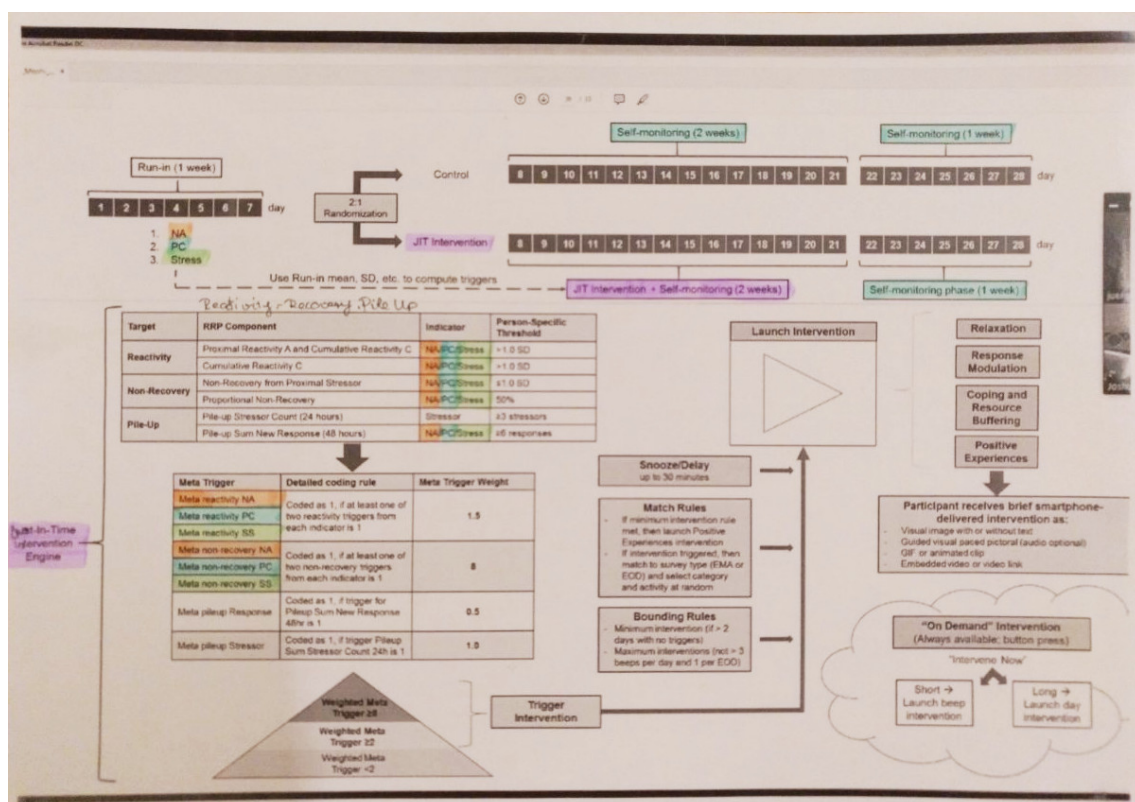 Self-monitoring (2 weeks)
Self-monitoring (1 week)
Run-in (1 week)
Control
8 9 10 11 12 13 14 15 16 17 18 19 20 21
22 23 24 25 26 27 28 day
1 2 3 4 5 6 7 day
2:1
Randomization
1. NA
2. PC
3. Stress
JIT Intervention
8 9 10 11 12 13 14 15 16 17 18 19 20 21
22 23 24 25 26 27 28 day
Use Run-in mean, SD, etc. to compute triggers
JIT Intervention + Self-monitoring (2 weeks)
Self-monitoring phase (1 week)
Reactivity - Recovery. Pile Up
Target RRP Component Indicator Person-Specific
Threshold
Reactivity
Proximal Reactivity A and Cumulative Reactivity C NA/PC/Stress >1.0 SD
Cumulative Reactivity C NA/PC/Stress >1.0 SD
Non-Recovery
Non-Recovery from Proximal Stressor NA/PC/Stress ≤1.0 SD
Proportional Non-Recovery NA/PC/Stress 50%
Pile-Up
Pile-up Stressor Count (24 hours) Stressor ≥3 stressors
Pile-up Sum New Response (48 hours) NA/PC/Stress ≥6 responses
Meta Trigger Detailed coding rule Meta Trigger Weight
Meta reactivity NA
Meta reactivity PC
Meta reactivity SS
Coded as 1, if at least one of
two reactivity triggers from
each indicator is 1
1.5
Meta non-recovery NA
Meta non-recovery PC
Meta non-recovery SS
Coded as 1, if at least one of
two non-recovery triggers
from each indicator is 1
8
Meta pileup Response
Coded as 1, if trigger for
Pileup Sum New Response
48hr is 1
0.5
Meta pileup Stressor
Coded as 1, if trigger Pileup
Sum Stressor Count 24h is 1
1.0
Just-In-Time
Intervention
Engine
Weighted Meta
Trigger ≥8
Weighted Meta
Trigger ≥2
Weighted Meta
Trigger <2
Trigger
Intervention
Launch Intervention
Snooze/Delay
up to 30 minutes
Match Rules
- If minimum intervention rule
met, then launch Positive
Experiences intervention
- If intervention triggered, then
match to survey type (EMA or
EOD) and select category
and activity at random
Bounding Rules
- Minimum intervention (if > 2
days with no triggers)
- Maximum interventions (not > 3
beeps per day and 1 per EOD)
Relaxation
Response
Modulation
Coping and
Resource
Buffering
Positive
Experiences
Participant receives brief smartphone-
delivered intervention as:
- Visual image with or without text
- Guided visual paced pictoral (audio optional)
- GIF or animated clip
- Embedded video or video link
"On Demand" Intervention
(Always available; button press)
"Intervene Now"
Short →
Launch beep
intervention
Long →
Launch day
intervention